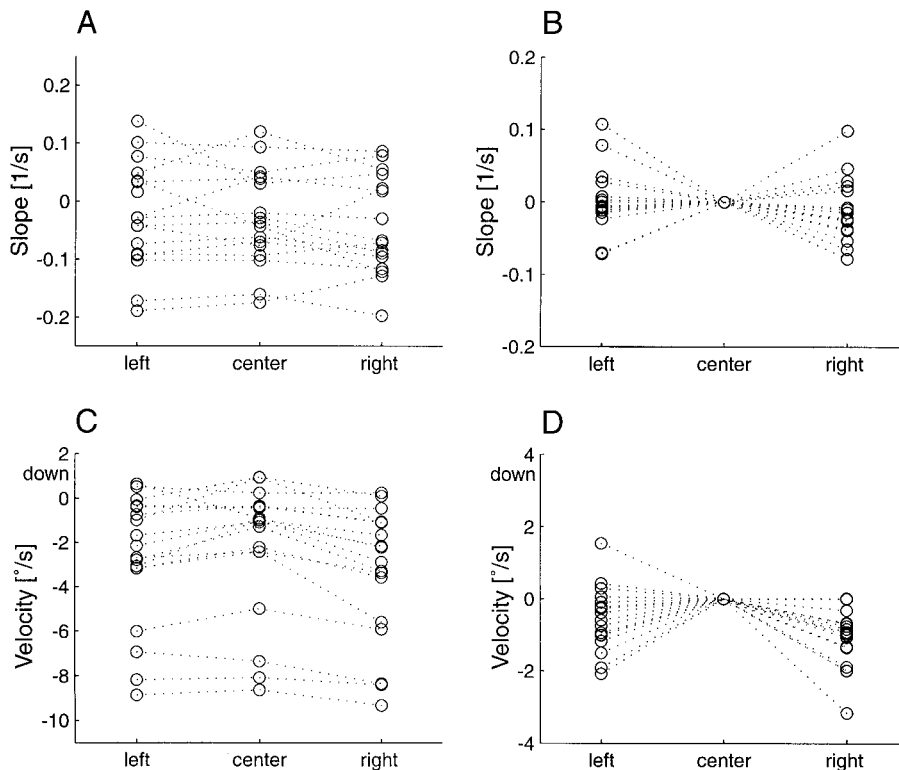 A
B
0.2
0.1
0
-0.1
-0.2
Slope [1/s]
left center right
0.2
0.1
0
-0.1
-0.2
Slope [1/s]
left center right
C
D
2
down
0
-2
-4
-6
-8
-10
Velocity [°/s]
left center right
4
down
2
0
-2
-4
Velocity [°/s]
left center right